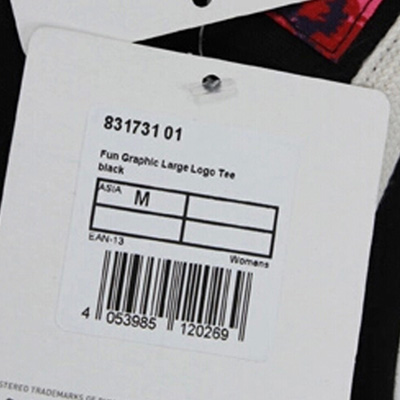 831731 01
Fun Graphic Large Logo Tee
black
ASIA M
EAN-13
Womens
4 053985 120269
STERED TRADEMARKS OF